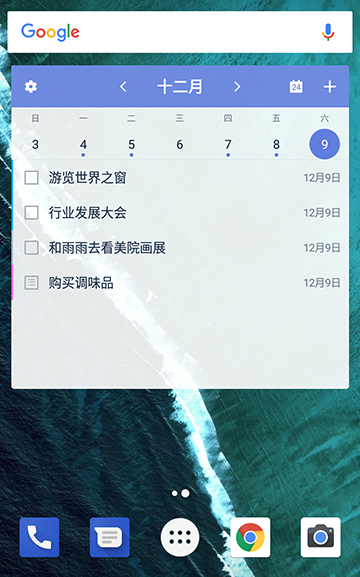 Google
十二月
24
日 一 二 三 四 五 六
3 4 5 6 7 8 9
游览世界之窗 12月9日
行业发展大会 12月9日
和雨雨去看美院画展 12月9日
购买调味品 12月9日